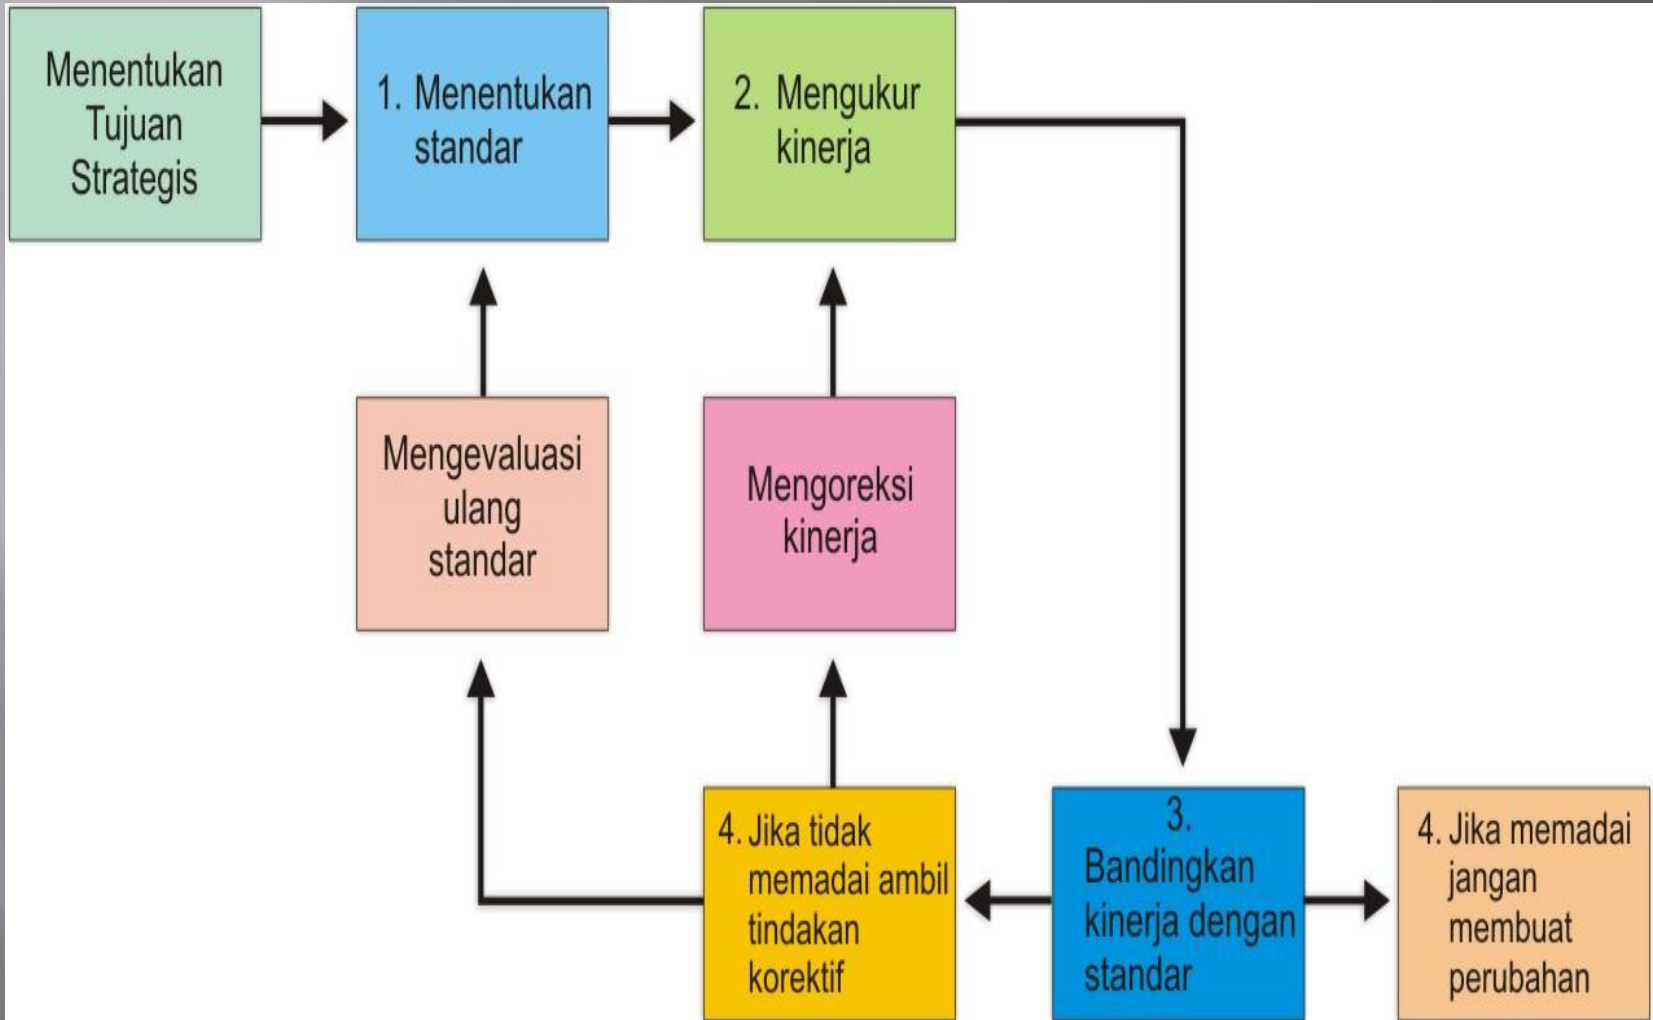 Menentukan
Tujuan
Strategis
1. Menentukan
standar
2. Mengukur
kinerja
Mengevaluasi
ulang
standar
Mengoreksi
kinerja
4. Jika tidak
memadai ambil
tindakan
korektif
3.
Bandingkan
kinerja dengan
standar
4. Jika memadai
jangan
membuat
perubahan